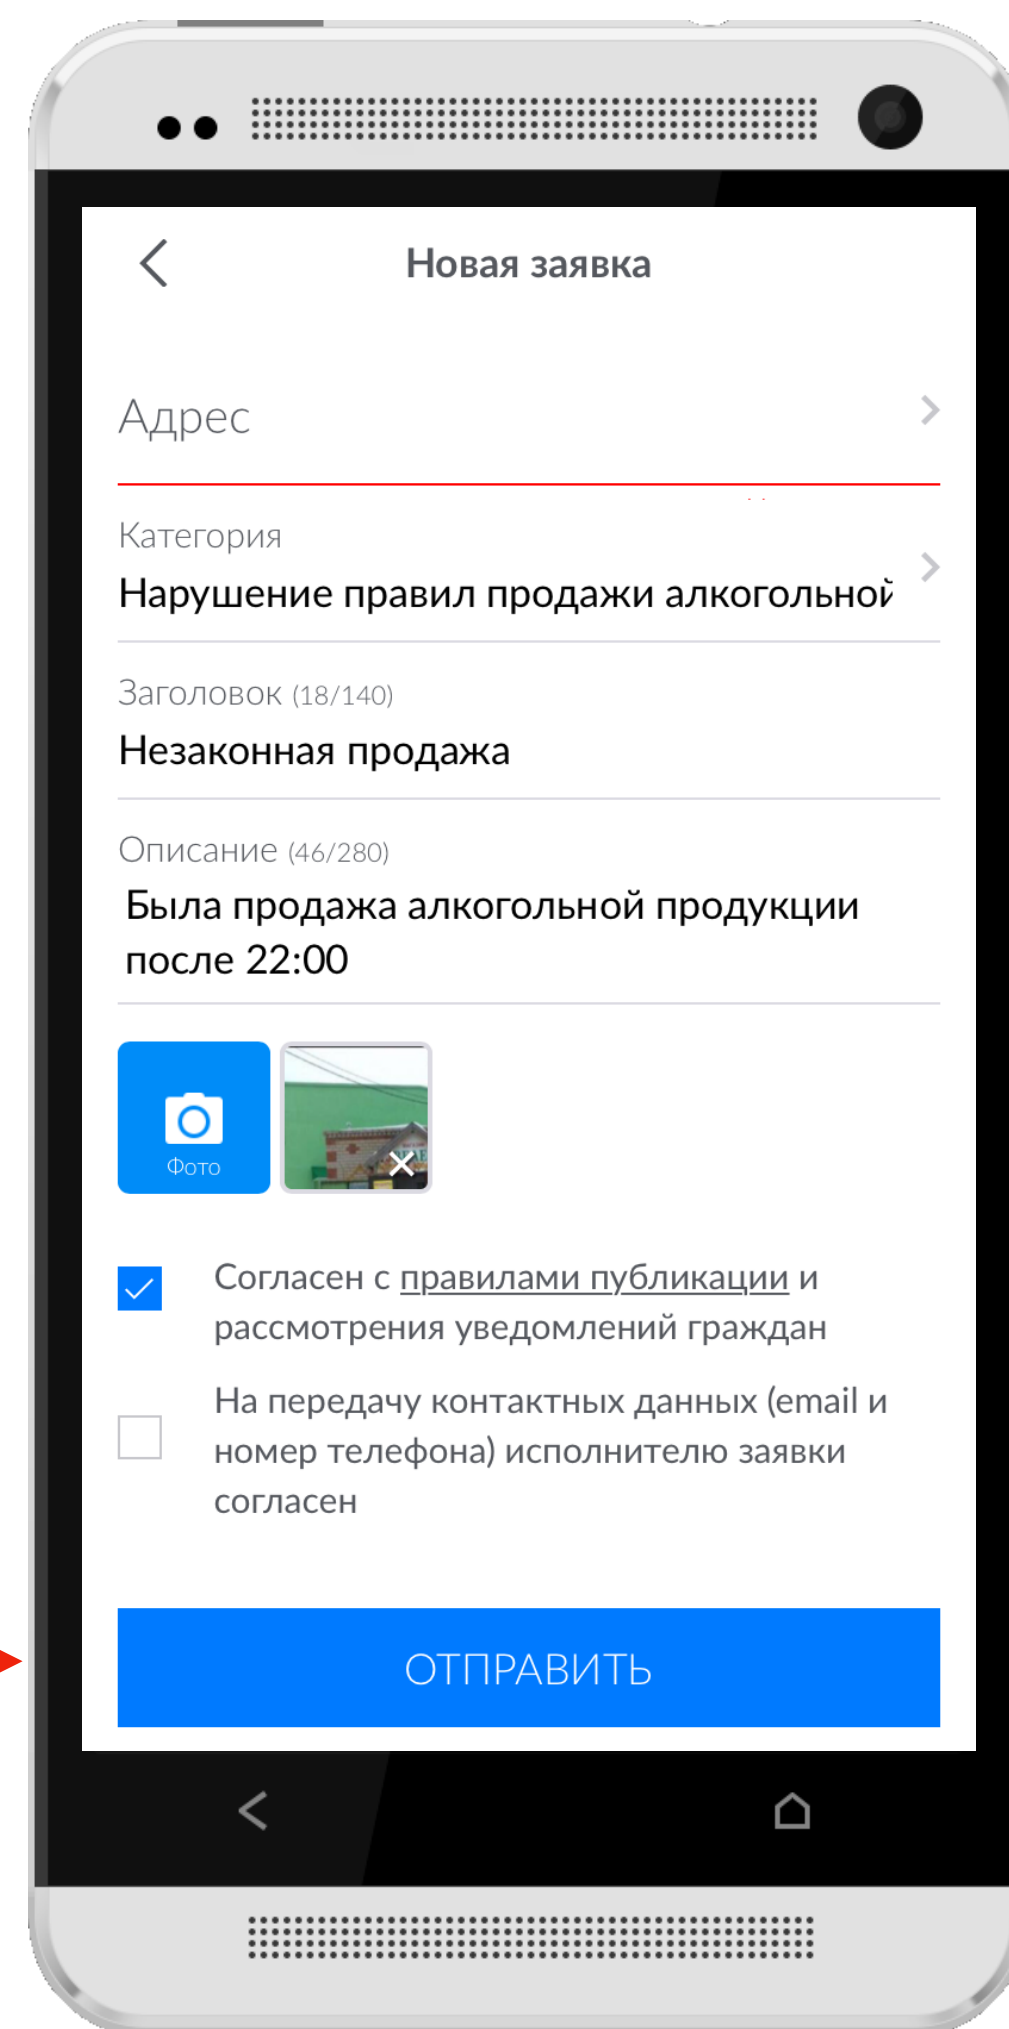 Новая заявка
Адрес
Категория
Нарушение правил продажи алкогольной
Заголовок (18/140)
Незаконная продажа
Описание (46/280)
Была продажа алкогольной продукции
после 22:00
Фото
Согласен с правилами публикации и
рассмотрения уведомлений граждан
На передачу контактных данных (email и
номер телефона) исполнителю заявки
согласен
ОТПРАВИТЬ